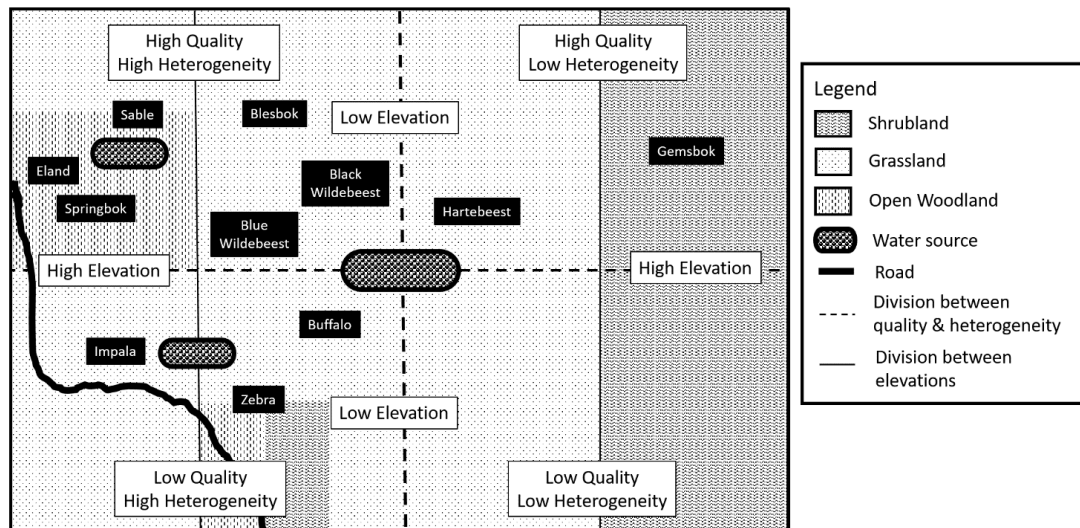 High Quality
High Heterogeneity
High Quality
Low Heterogeneity
Sable
Blesbok
Low Elevation
Eland
Black
Wildebeest
Gemsbok
Springbok
Blue
Wildebeest
Hartebeest
High Elevation
High Elevation
Buffalo
Impala
Zebra
Low Elevation
Low Quality
High Heterogeneity
Low Quality
Low Heterogeneity
Legend
Shrubland
Grassland
Open Woodland
Water source
Road
Division between
quality & heterogeneity
Division between
elevations